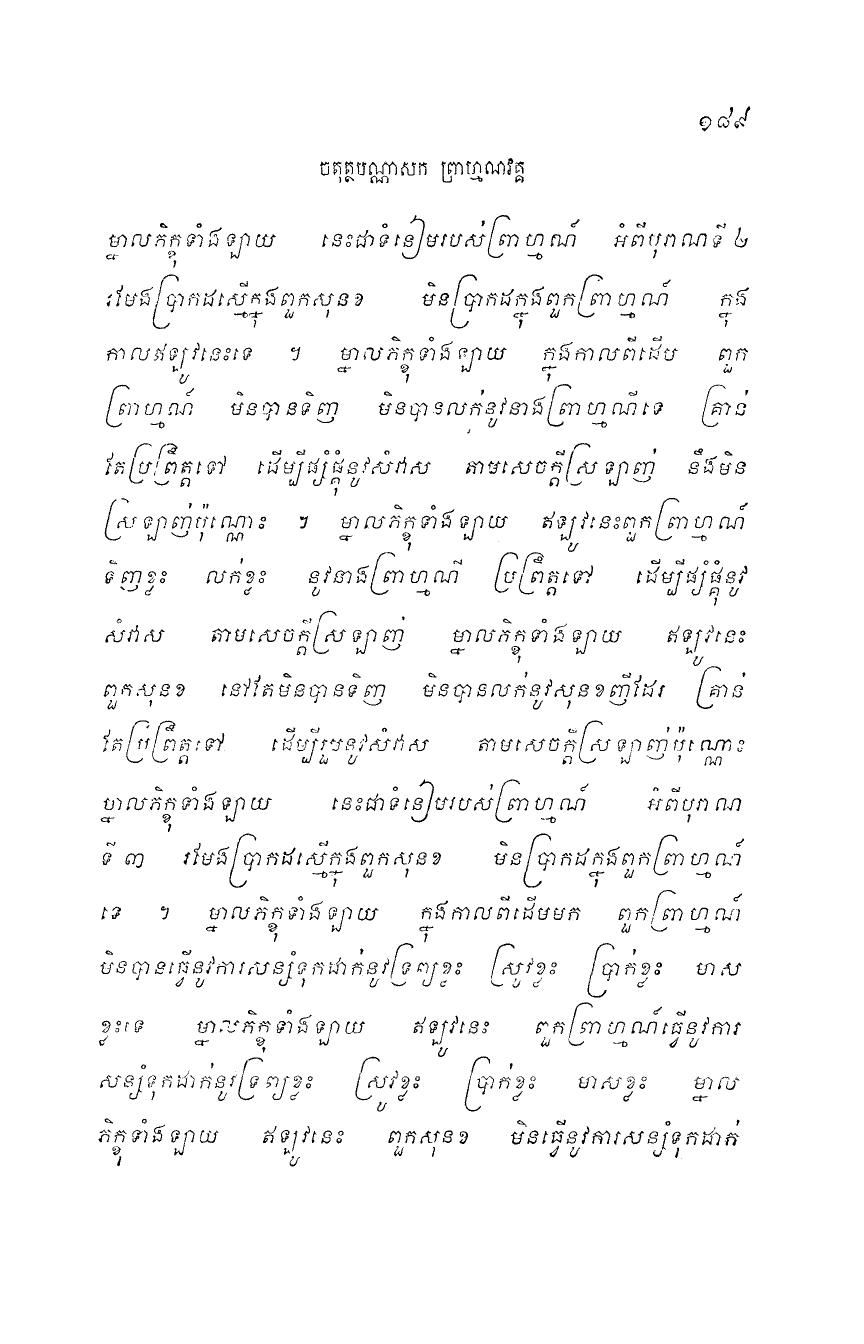 ១៨៩
ចតុត្ថបណ្ណាសក ព្រាហ្មណវគ្គ
ម្នាលភិក្ខុទាំងឡាយ នេះជាទំនៀមរបស់ព្រាហ្មណ៍ អំពីបុរាណទី ២
រមែងប្រាកដស្មើក្នុងពួកសុនខ មិនប្រាកដក្នុងពួកព្រាហ្មណ៍ ក្នុង
កាលឥឡូវនេះទេ ។ ម្នាលភិក្ខុទាំងឡាយ ក្នុងកាលពីដើម ពួក
ព្រាហ្មណ៍ មិនបានទិញ មិនបានលក់នូវនាងព្រាហ្មណីទេ គ្រាន់
តែប្រព្រឹត្តទៅ ដើម្បីផ្សំផ្គុំនូវសំវាស តាមសេចក្តីស្រឡាញ់ នឹងមិន
ស្រឡាញ់ប៉ុណ្ណោះ ។ ម្នាលភិក្ខុទាំងឡាយ ឥឡូវនេះពួកព្រាហ្មណ៍
ទិញខ្លះ លក់ខ្លះ នូវនាងព្រាហ្មណី ប្រព្រឹត្តទៅ ដើម្បីផ្សំផ្គុំនូវ
សំវាស តាមសេចក្តីស្រឡាញ់ ម្នាលភិក្ខុទាំងឡាយ ឥឡូវនេះ
ពួកសុនខ នៅតែមិនបានទិញ មិនបានលក់នូវសុនខញីដែរ គ្រាន់
តែប្រព្រឹត្តទៅ ដើម្បីរួបនូវសំវាស តាមសេចក្តីស្រឡាញ់ប៉ុណ្ណោះ
ម្នាលភិក្ខុទាំងឡាយ នេះជាទំនៀមរបស់ព្រាហ្មណ៍ អំពីបុរាណ
ទី ៣ រមែងប្រាកដស្មើក្នុងពួកសុនខ មិនប្រាកដក្នុងពួកព្រាហ្មណ៍
ទេ ។ ម្នាលភិក្ខុទាំងឡាយ ក្នុងកាលពីដើមមក ពួកព្រាហ្មណ៍
មិនបានធ្វើនូវការសន្សំទុកដាក់នូវទ្រព្យខ្លះ ស្រូវខ្លះ ប្រាក់ខ្លះ មាស
ខ្លះទេ ម្នាលភិក្ខុទាំងឡាយ ឥឡូវនេះ ពួកព្រាហ្មណ៍ធ្វើនូវការ
សន្សំទុកដាក់នូវទ្រព្យខ្លះ ស្រូវខ្លះ ប្រាក់ខ្លះ មាសខ្លះ ម្នាល
ភិក្ខុទាំងឡាយ ឥឡូវនេះ ពួកសុនខ មិនធ្វើនូវការសន្សំទុកដាក់